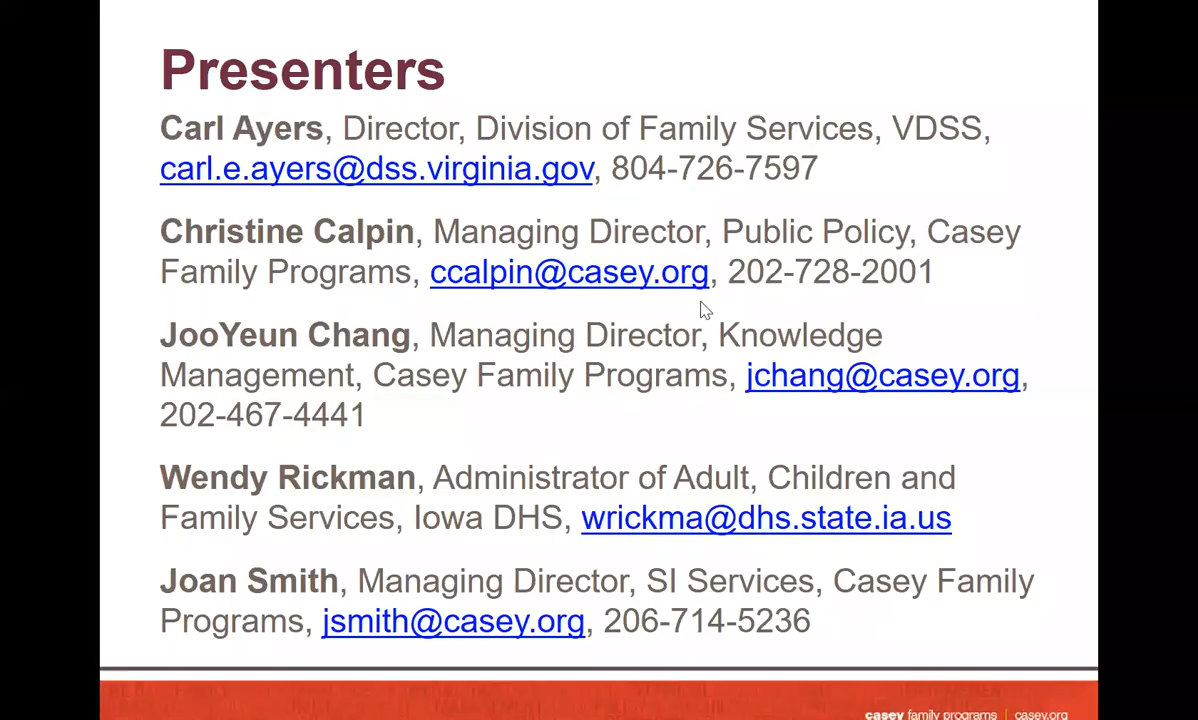 Presenters
Carl Ayers, Director, Division of Family Services, VDSS,
carl.e.ayers@dss.virginia.gov, 804-726-7597
Christine Calpin, Managing Director, Public Policy, Casey
Family Programs, ccalpin@casey.org, 202-728-2001
JooYeun Chang, Managing Director, Knowledge
Management, Casey Family Programs, jchang@casey.org,
202-467-4441
Wendy Rickman, Administrator of Adult, Children and
Family Services, Iowa DHS, wrickma@dhs.state.ia.us
Joan Smith, Managing Director, SI Services, Casey Family
Programs, jsmith@casey.org, 206-714-5236
casey family programs | casey.org